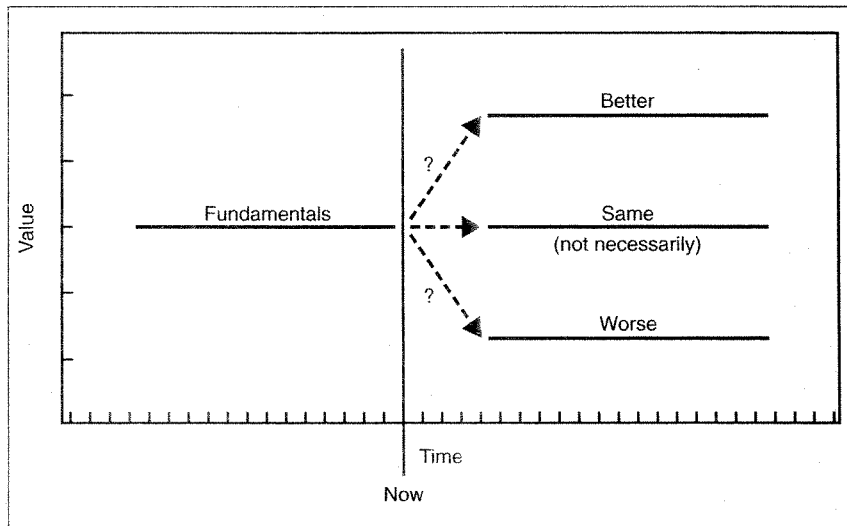 Better
?
Fundamentals
Same
(not necessarily)
Value
?
Worse
Time
Now